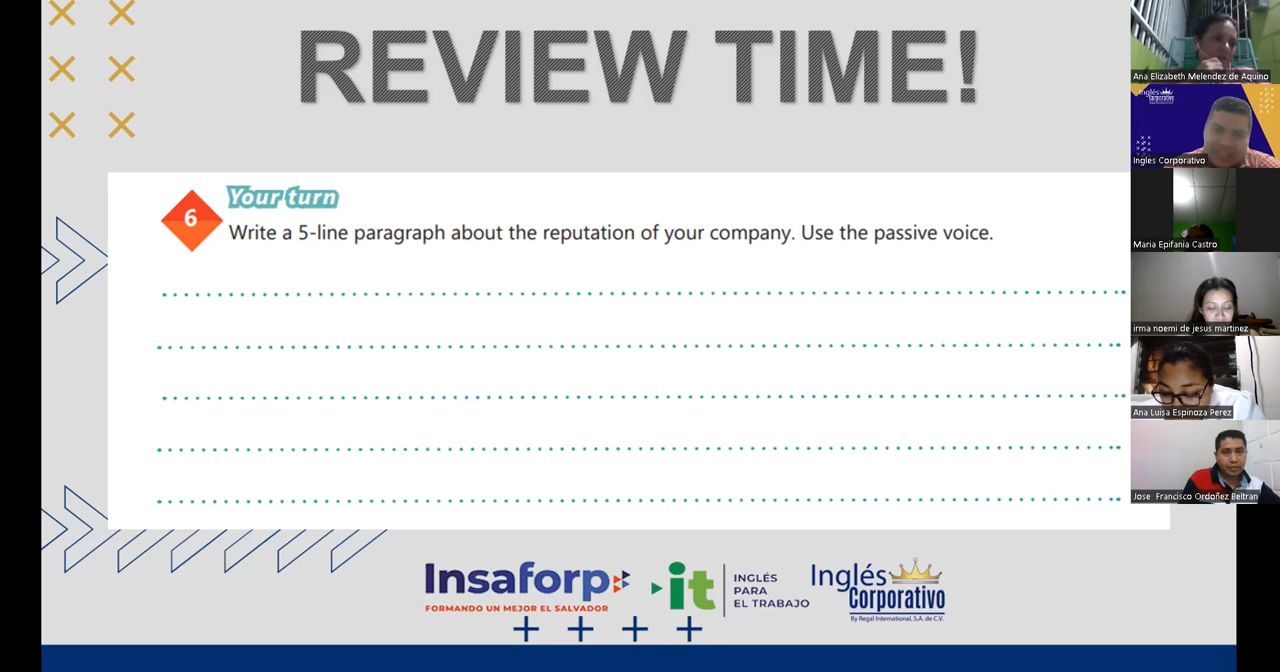 REVIEW TIME!
6
Your turn
Write a 5-line paragraph about the reputation of your company. Use the passive voice.
Insaforp
FORMANDO UN MEJOR EL SALVADOR
it
INGLÉS
PARA
EL TRABAJO
Inglés
Corporativo
By Regal International, S.A. de C.V.
Ana Elizabeth Melendez de Aquino
Inglés
Corporativo
Ingles Corporativo
Maria Epifania Castro
irma noemi de jesus martinez
Ana Luisa Espinoza Perez
Jose Francisco Ordoñez Beltran